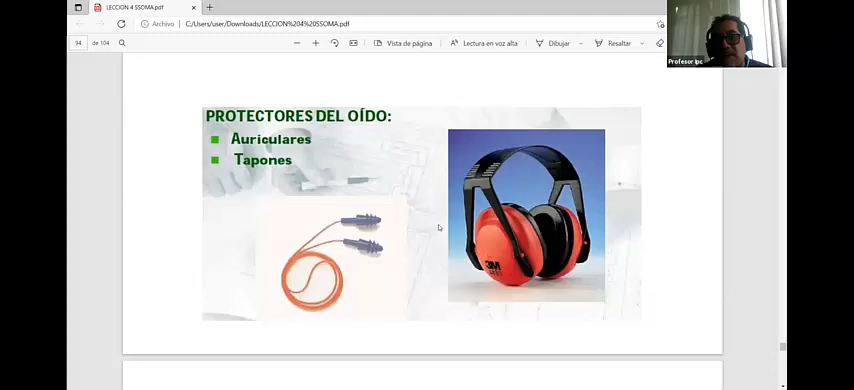 LECCION 4 SSOMA.pdf
Archivo
C:/Users/user/Downloads/LECCION%204%20SSOMA.pdf
94
de 104
Vista de página
Lectura en voz alta
Dibujar
Resaltar
Profesor Ipc
PROTECTORES DEL OÍDO:
Auriculares
Tapones
3M